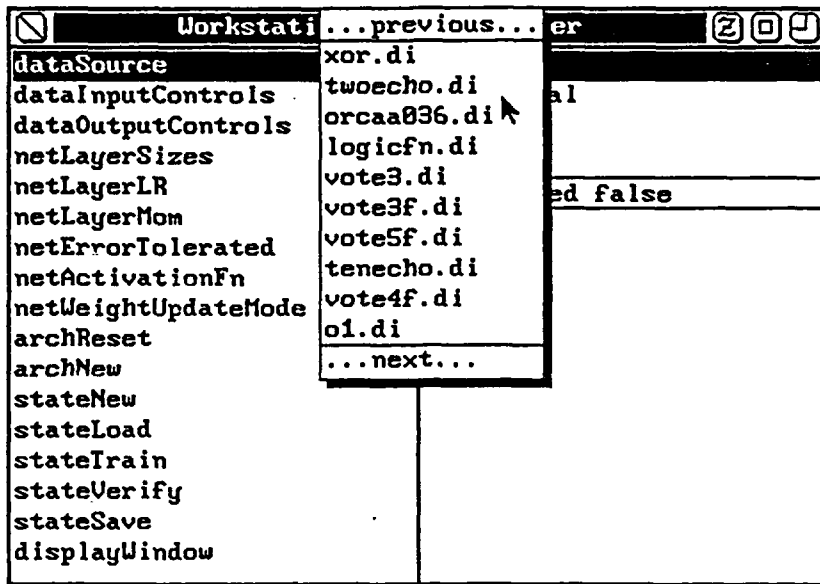 Workstati
er
dataSource
dataInputControls
dataOutputControls
netLayerSizes
netLayerLR
netLayerMom
netErrorTolerated
netActivationFn
netWeightUpdateMode
archReset
archNew
stateNew
stateLoad
stateTrain
stateVerify
stateSave
displayWindow
...previous...
xor.di
twoecho.di
orcaa036.di
logicfn.di
vote3.di
vote3f.di
vote5f.di
tenecho.di
vote4f.di
o1.di
...next...
al
ed false